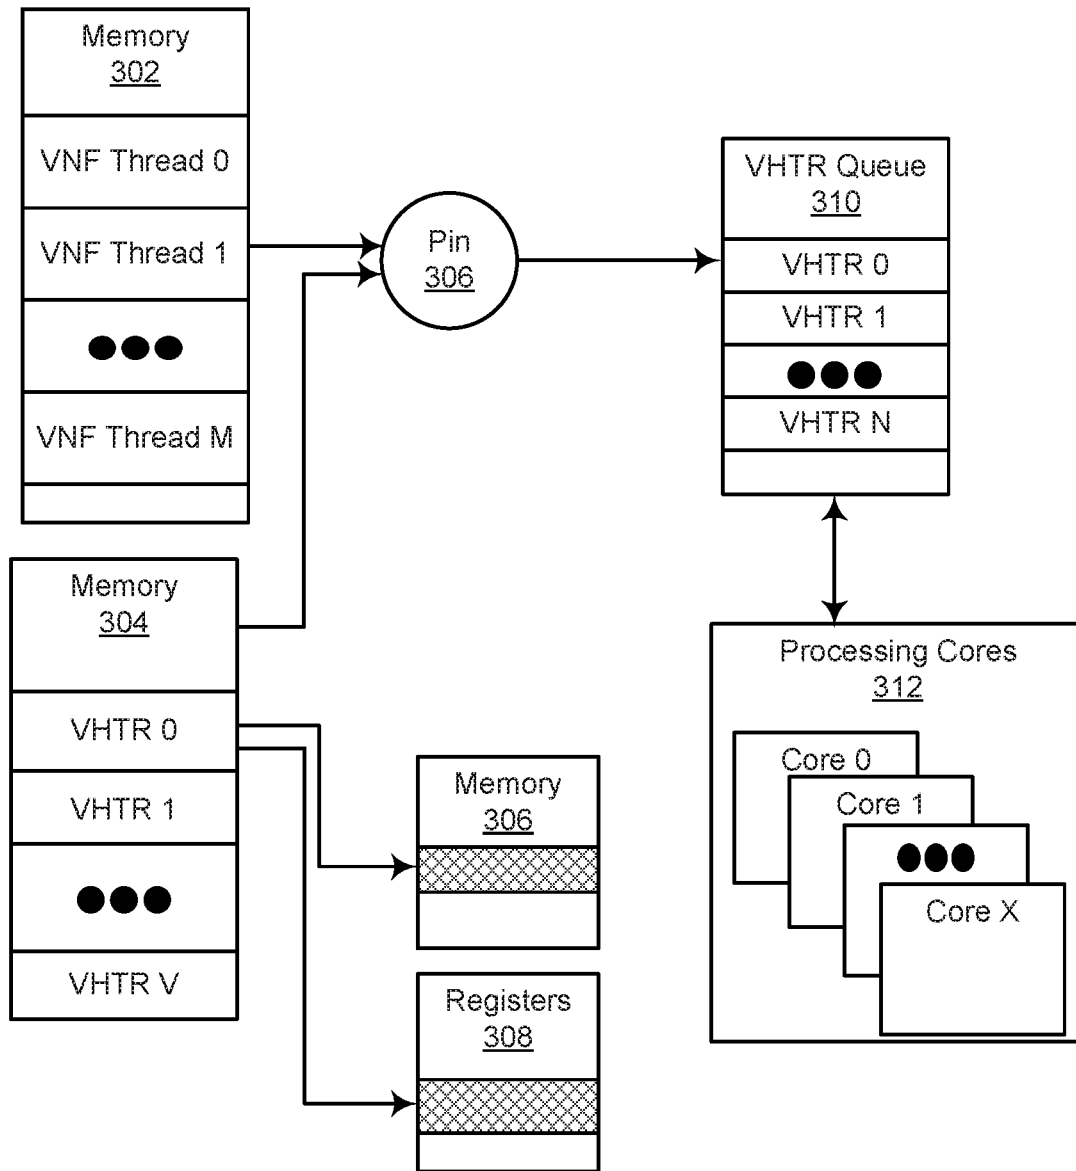 Memory
302
VNF Thread 0
VNF Thread 1
VNF Thread M
Pin
306
VHTR Queue
310
VHTR 0
VHTR 1
VHTR N
Memory
304
VHTR 0
VHTR 1
VHTR V
Memory
306
Registers
308
Processing Cores
312
Core 0
Core 1
Core X